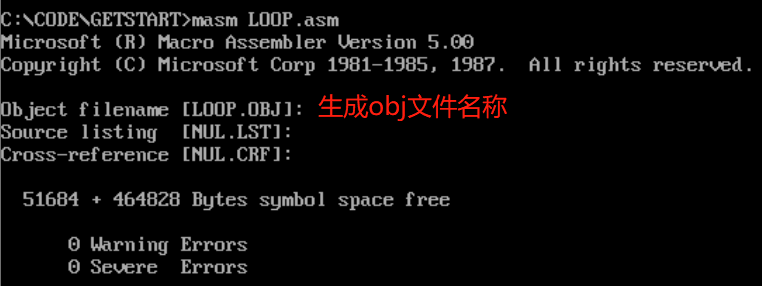 C:\CODE\GETSTART>masm LOOP.asm
Microsoft (R) Macro Assembler Version 5.00
Copyright (C) Microsoft Corp 1981-1985, 1987.  All rights reserved.
Object filename [LOOP.OBJ]: 生成obj文件名称
Source listing  [NUL.LST]:
Cross-reference [NUL.CRF]:
51684 + 464828 Bytes symbol space free
0 Warning Errors
0 Severe  Errors